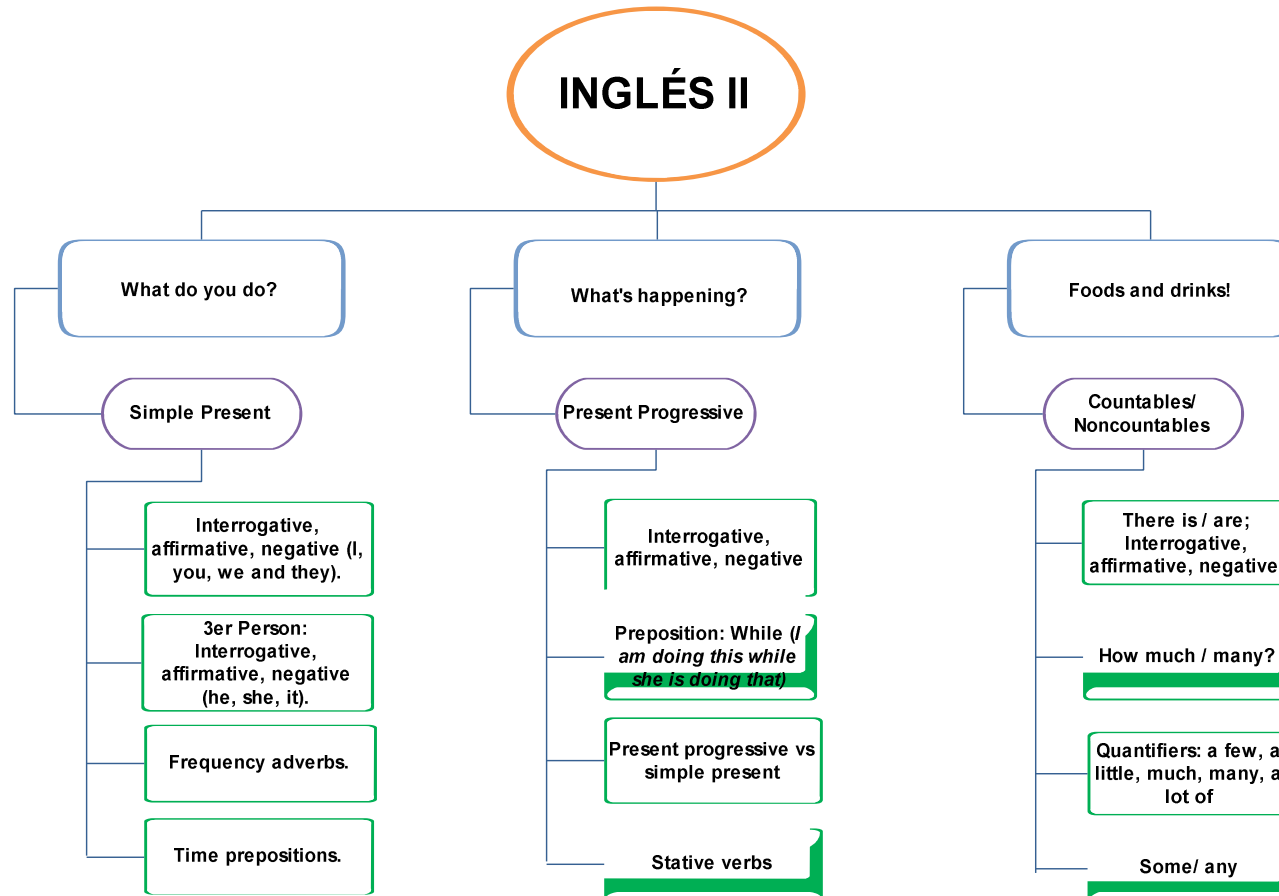 INGLÉS II
What do you do?
What's happening?
Foods and drinks!
Simple Present
Present Progressive
Countables/
Noncountables
Interrogative,
affirmative, negative (I,
you, we and they).
3er Person:
Interrogative,
affirmative, negative
(he, she, it).
Frequency adverbs.
Time prepositions.
Interrogative,
affirmative, negative
Preposition: While (I
am doing this while
she is doing that)
Present progressive vs
simple present
Stative verbs
There is / are;
Interrogative,
affirmative, negative
How much / many?
Quantifiers: a few, a
little, much, many, a
lot of
Some/ any